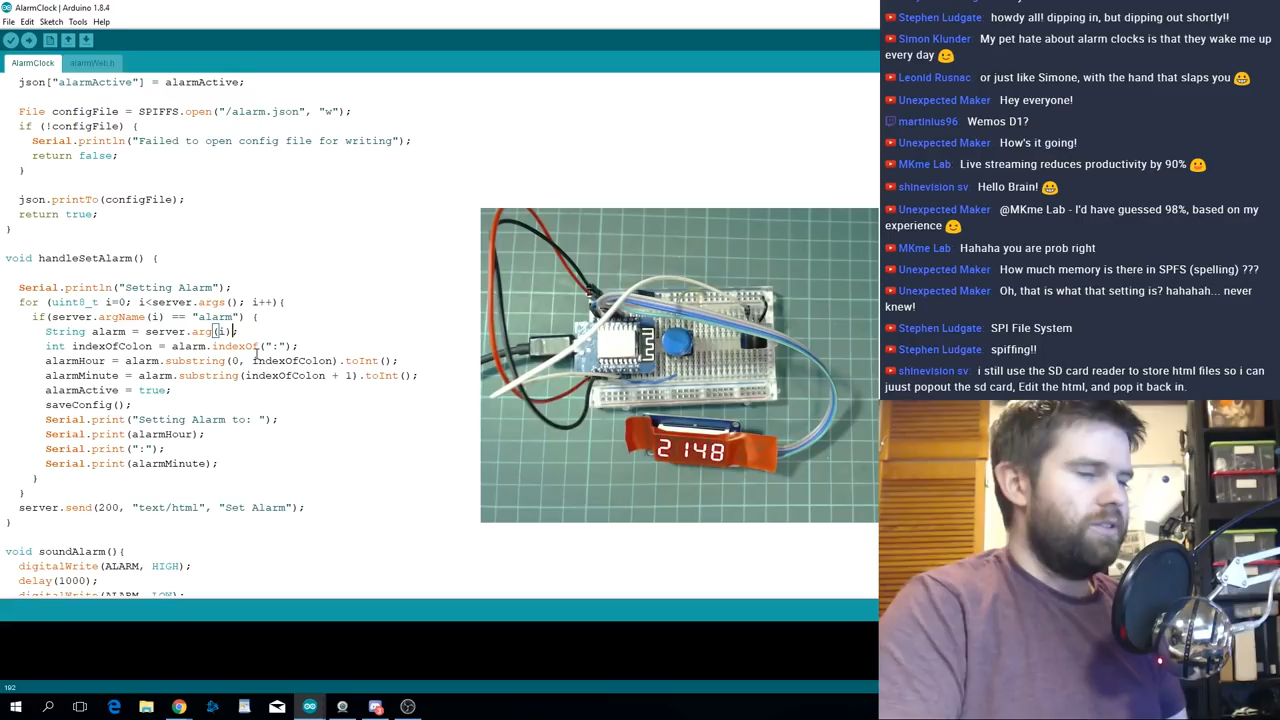 AlarmClock | Arduino 1.8.4
File Edit Sketch Tools Help
AlarmClock alarmWeb.h
json["alarmActive"] = alarmActive;
File configFile = SPIFFS.open("/alarm.json", "w");
if (!configFile) {
Serial.println("Failed to open config file for writing");
return false;
}
json.printTo(configFile);
return true;
}
void handleSetAlarm() {
Serial.println("Setting Alarm");
for (uint8_t i=0; i<server.args(); i++){
if(server.argName(i) == "alarm") {
String alarm = server.arg(i);
int indexOfColon = alarm.indexOf(":");
alarmHour = alarm.substring(0, indexOfColon).toInt();
alarmMinute = alarm.substring(indexOfColon + 1).toInt();
alarmActive = true;
saveConfig();
Serial.print("Setting Alarm to: ");
Serial.print(alarmHour);
Serial.print(":");
Serial.print(alarmMinute);
}
}
server.send(200, "text/html", "Set Alarm");
}
void soundAlarm(){
digitalWrite(ALARM, HIGH);
delay(1000);
digitalWrite(ALARM, LOW);
192
2148
Stephen Ludgate howdy all! dipping in, but dipping out shortly!!
Simon Klunder My pet hate about alarm clocks is that they wake me up
every day
Leonid Rusnac or just like Simone, with the hand that slaps you
Unexpected Maker Hey everyone!
martinius96 Wemos D1?
Unexpected Maker How's it going!
MKme Lab Live streaming reduces productivity by 90%
shinevision sv Hello Brain!
Unexpected Maker @MKme Lab - I'd have guessed 98%, based on my
experience
MKme Lab Hahaha you are prob right
Unexpected Maker How much memory is there in SPFS (spelling) ???
Unexpected Maker Oh, that is what that setting is? hahahah... never
knew!
Stephen Ludgate SPI File System
Stephen Ludgate spiffing!!
shinevision sv i still use the SD card reader to store html files so i can
juust popout the sd card, Edit the html, and pop it back in.